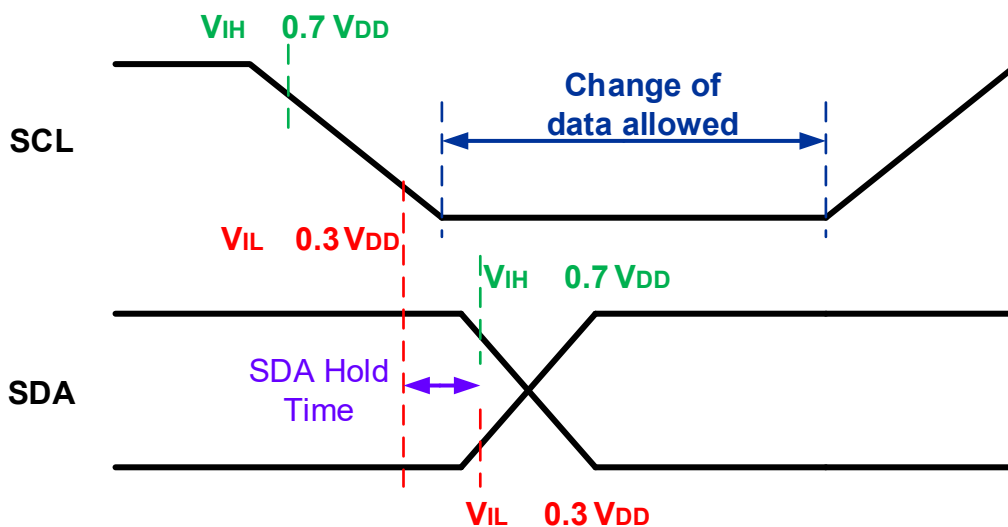 VIH 0.7 VDD
Change of
data allowed
SCL
VIL 0.3 VDD
VIH 0.7 VDD
SDA Hold
Time
SDA
VIL 0.3 VDD